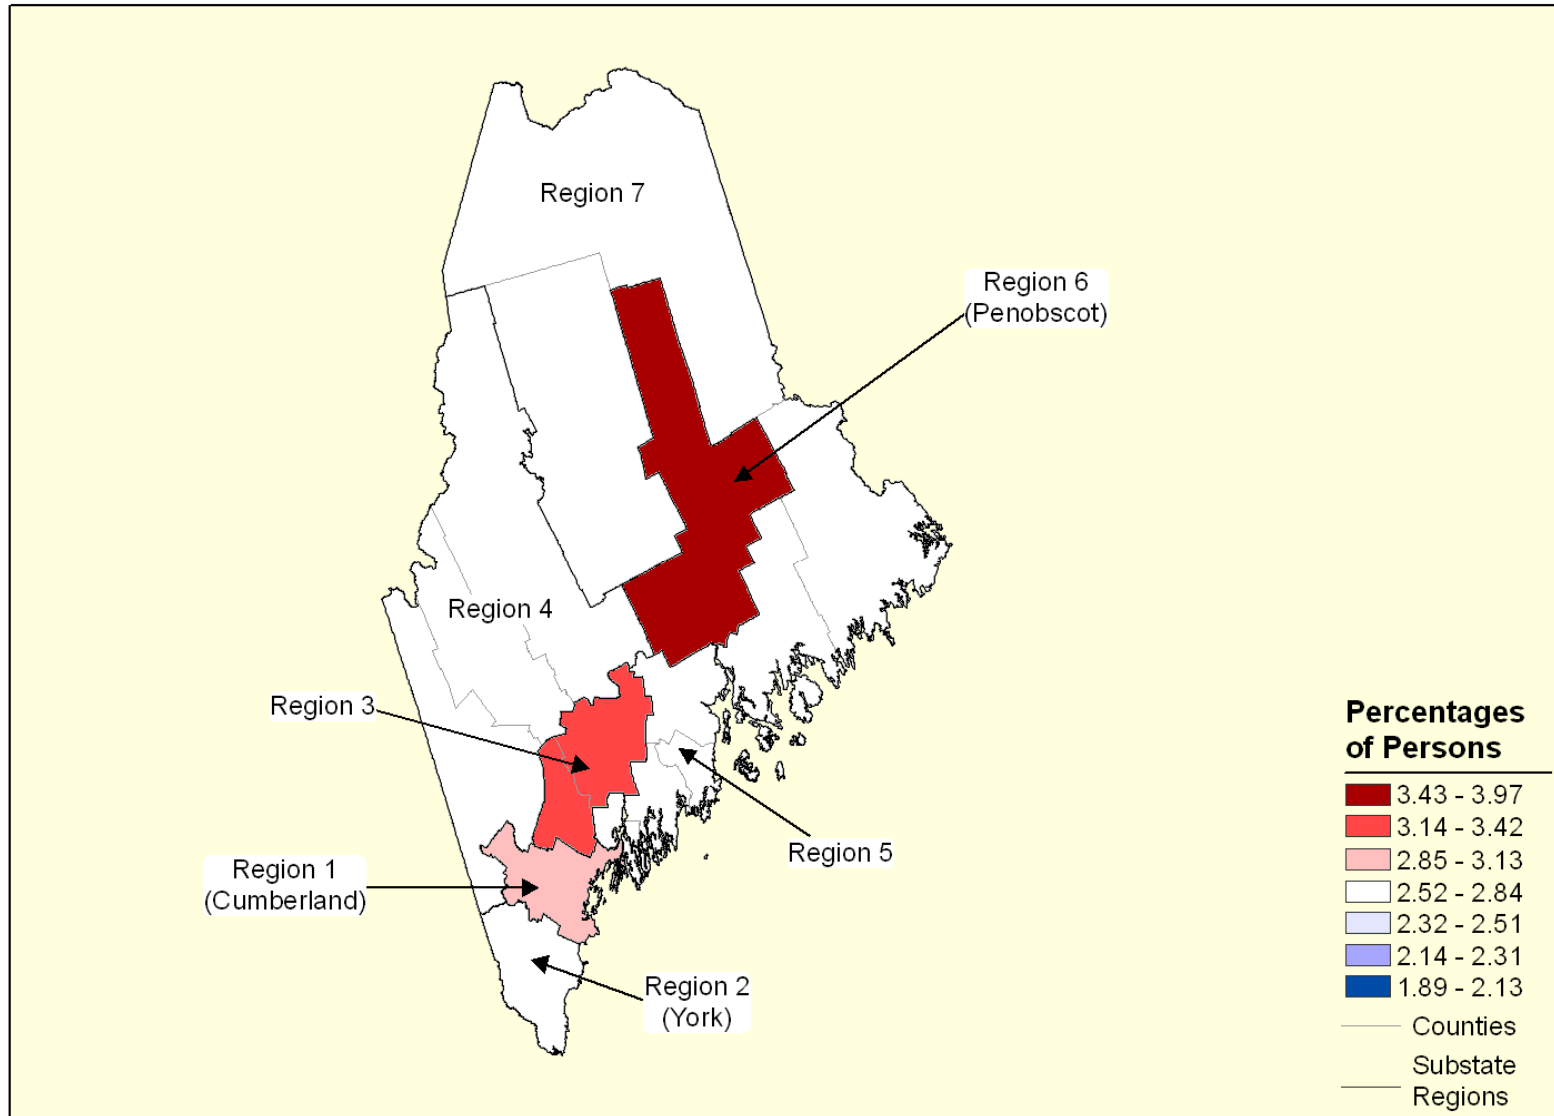 Region 7
Region 6
(Penobscot)
Region 4
Region 3
Region 5
Region 1
(Cumberland)
Region 2
(York)
Percentages
of Persons
3.43 - 3.97
3.14 - 3.42
2.85 - 3.13
2.52 - 2.84
2.32 - 2.51
2.14 - 2.31
1.89 - 2.13
Counties
Substate
Regions